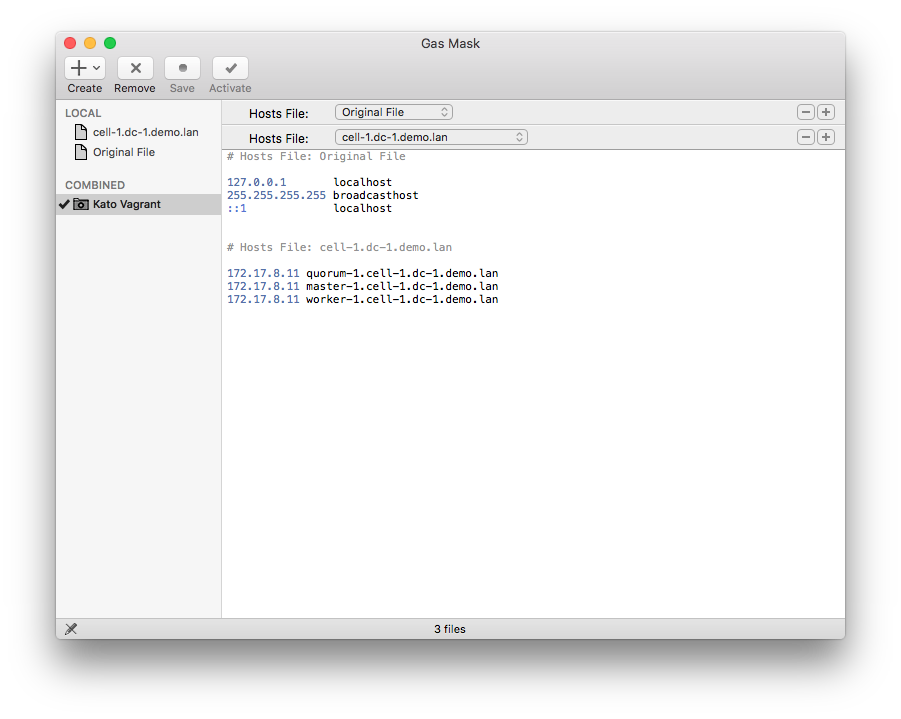 Gas Mask
Create Remove Save Activate
LOCAL
cell-1.dc-1.demo.lan
Original File
COMBINED
Kato Vagrant
Hosts File: Original File
Hosts File: cell-1.dc-1.demo.lan
# Hosts File: Original File
127.0.0.1 localhost
255.255.255.255 broadcasthost
::1 localhost
# Hosts File: cell-1.dc-1.demo.lan
172.17.8.11 quorum-1.cell-1.dc-1.demo.lan
172.17.8.11 master-1.cell-1.dc-1.demo.lan
172.17.8.11 worker-1.cell-1.dc-1.demo.lan
3 files